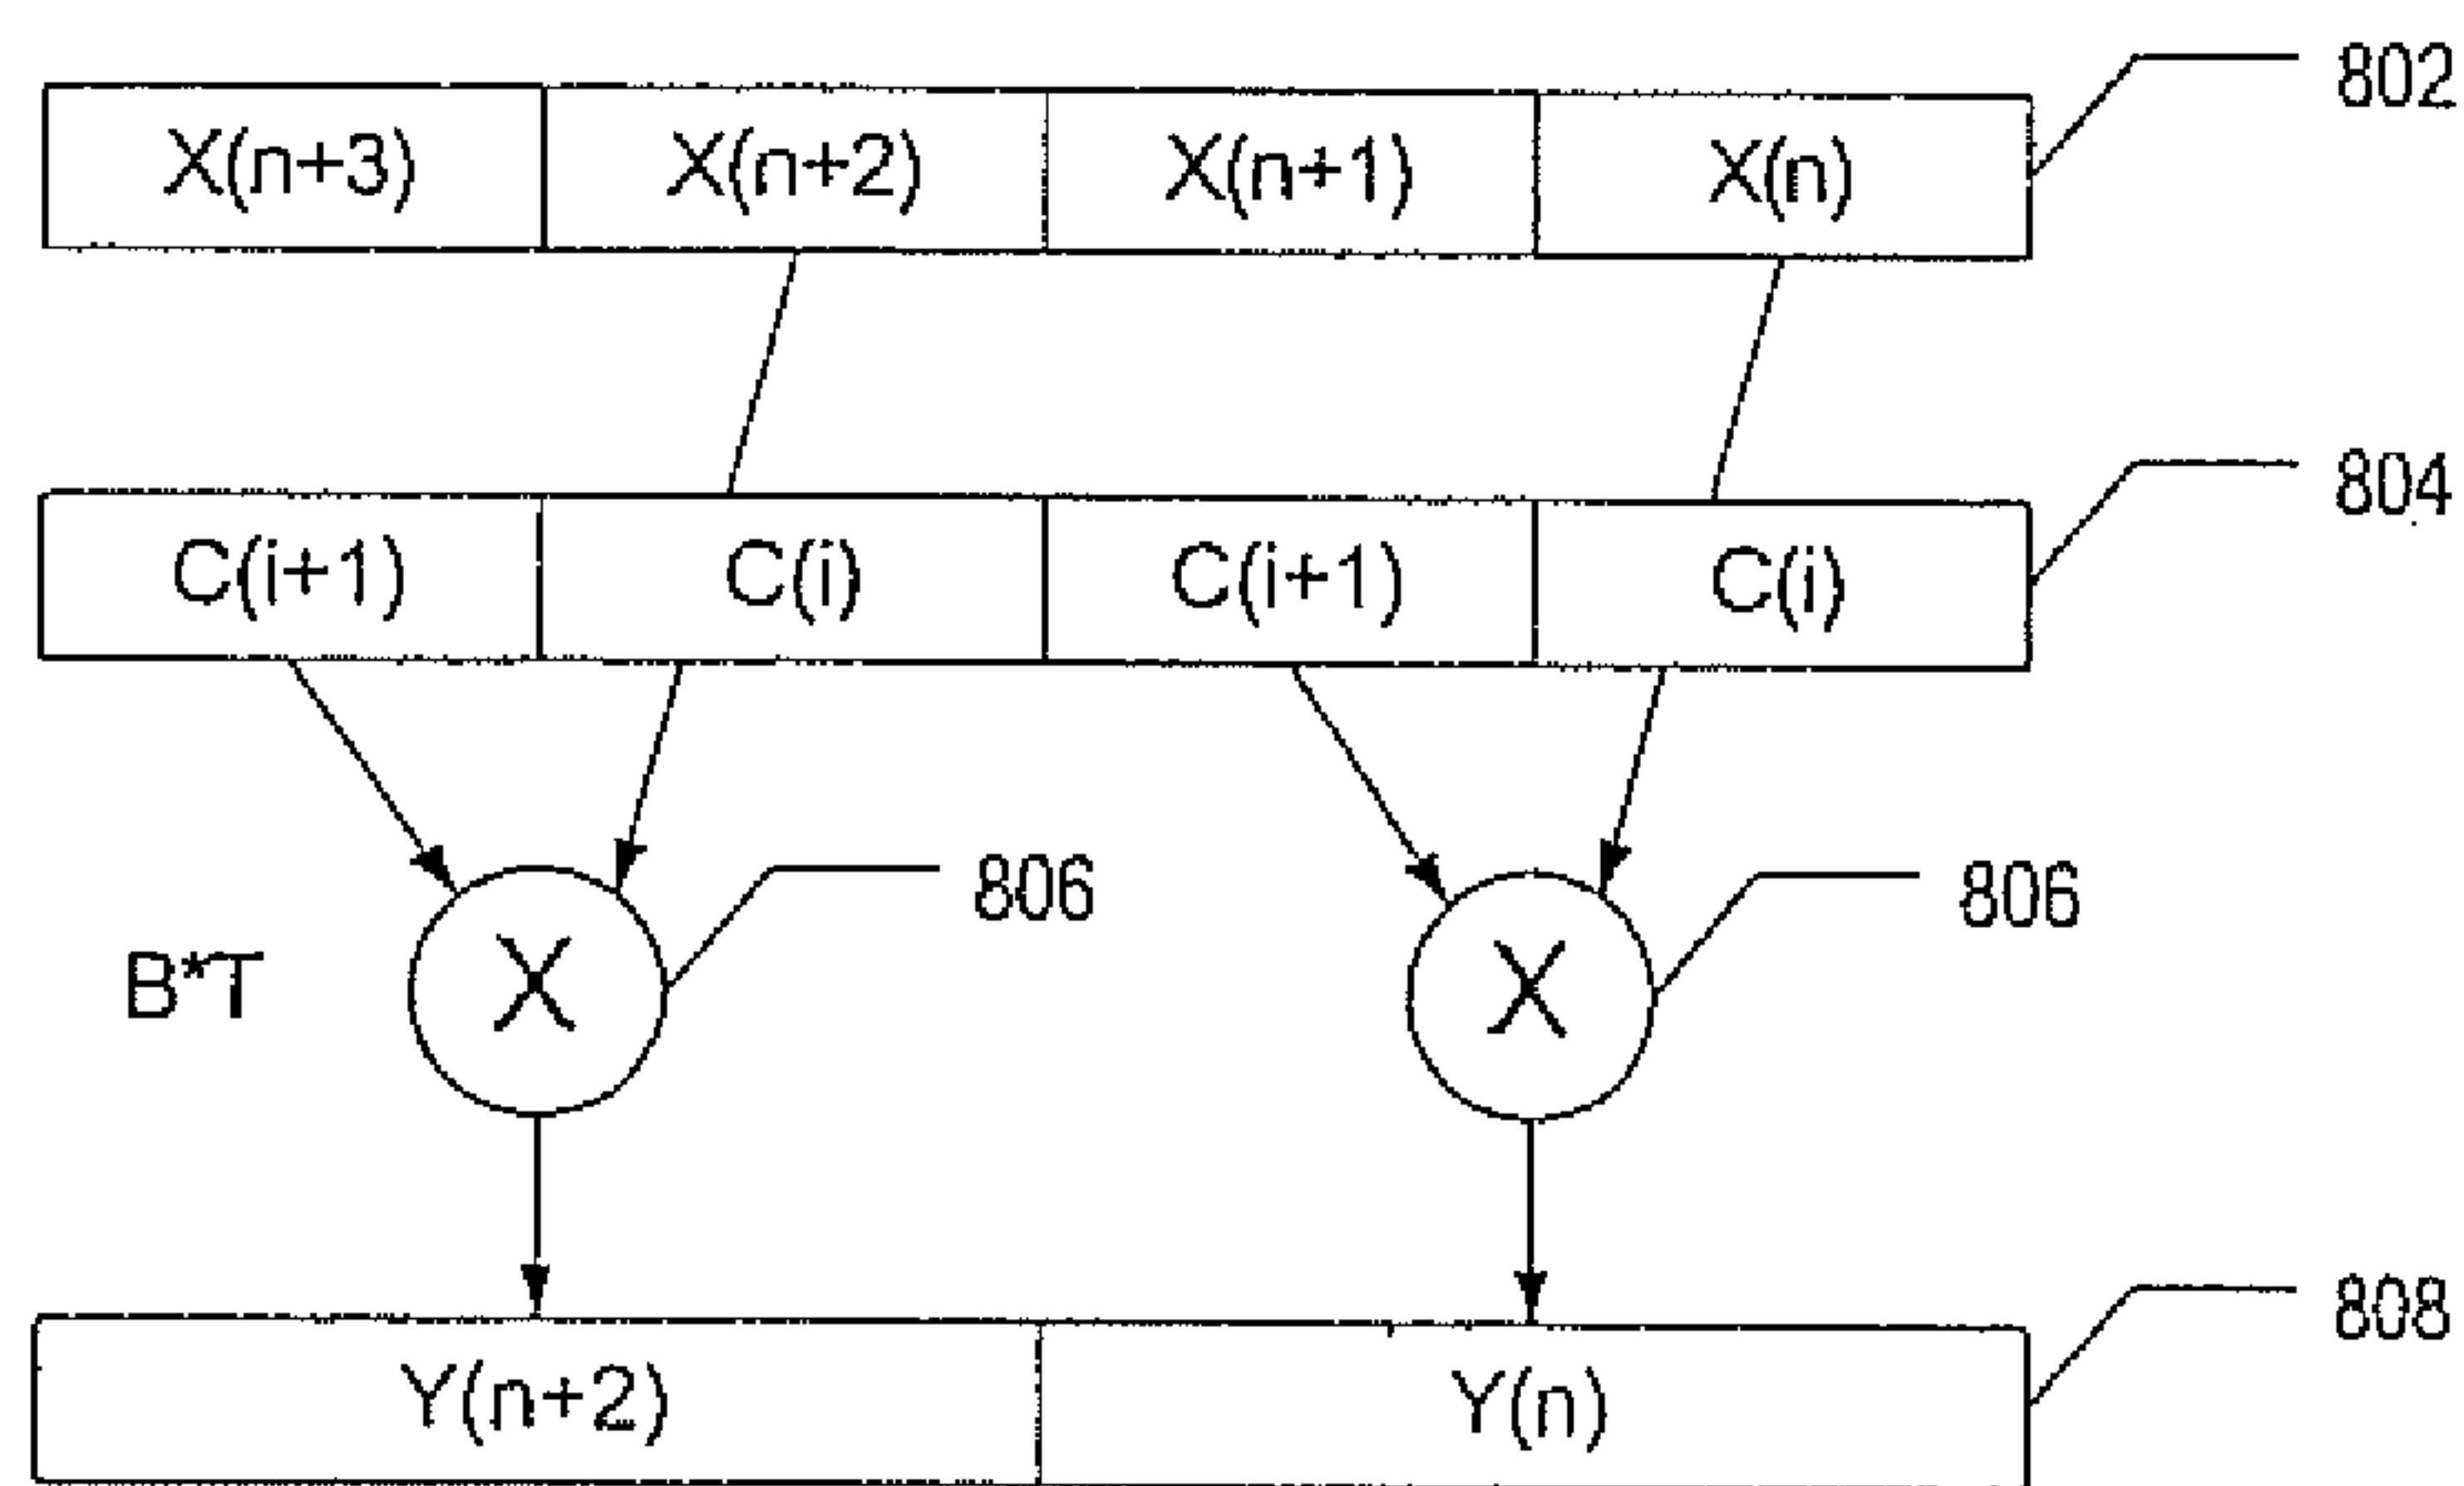 802
X(n+3) X(n+2) X(n+1) X(n)
804
C(i+1) C(i) C(i+1) C(i)
806 806
B*T X X
808
Y(n+2) Y(n)